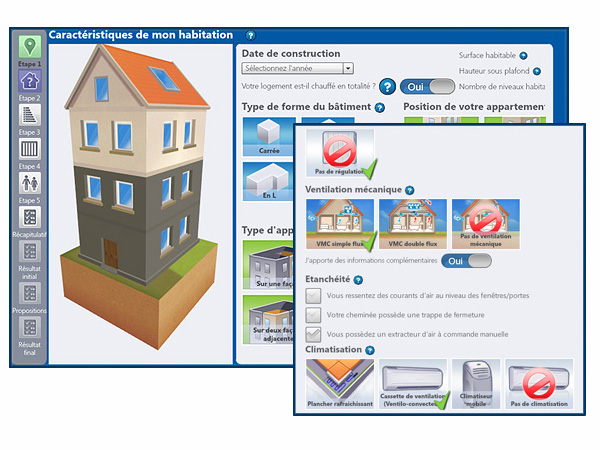 Caractéristiques de mon habitation ?
Etape 1
Etape 2
Etape 3
Etape 4
Etape 5
Récapitulatif
Résultat
initial
Propositions
Résultat
final
Date de construction
Sélectionnez l'année
Votre logement est-il chauffé en totalité ? ? Oui
Surface habitable ?
Hauteur sous plafond ?
Nombre de niveaux habita
Type de forme du bâtiment ?
Position de votre appartement
Carrée
En L
Type d'app
Sur une faç
Sur deux faç
adjacente
Pas de régulation
Ventilation mécanique ?
VMC simple flux
VMC double flux
Pas de ventilation
mécanique
J'apporte des informations complémentaires Oui
Etanchéité ?
Vous ressentez des courants d'air au niveau des fenêtres/portes
Votre cheminée possède une trappe de fermeture
Vous possédez un extracteur d'air à commande manuelle
Climatisation ?
Plancher rafraichissant
Cassette de ventilation
(Ventilo-convecteur)
Climatiseur
mobile
Pas de climatisation